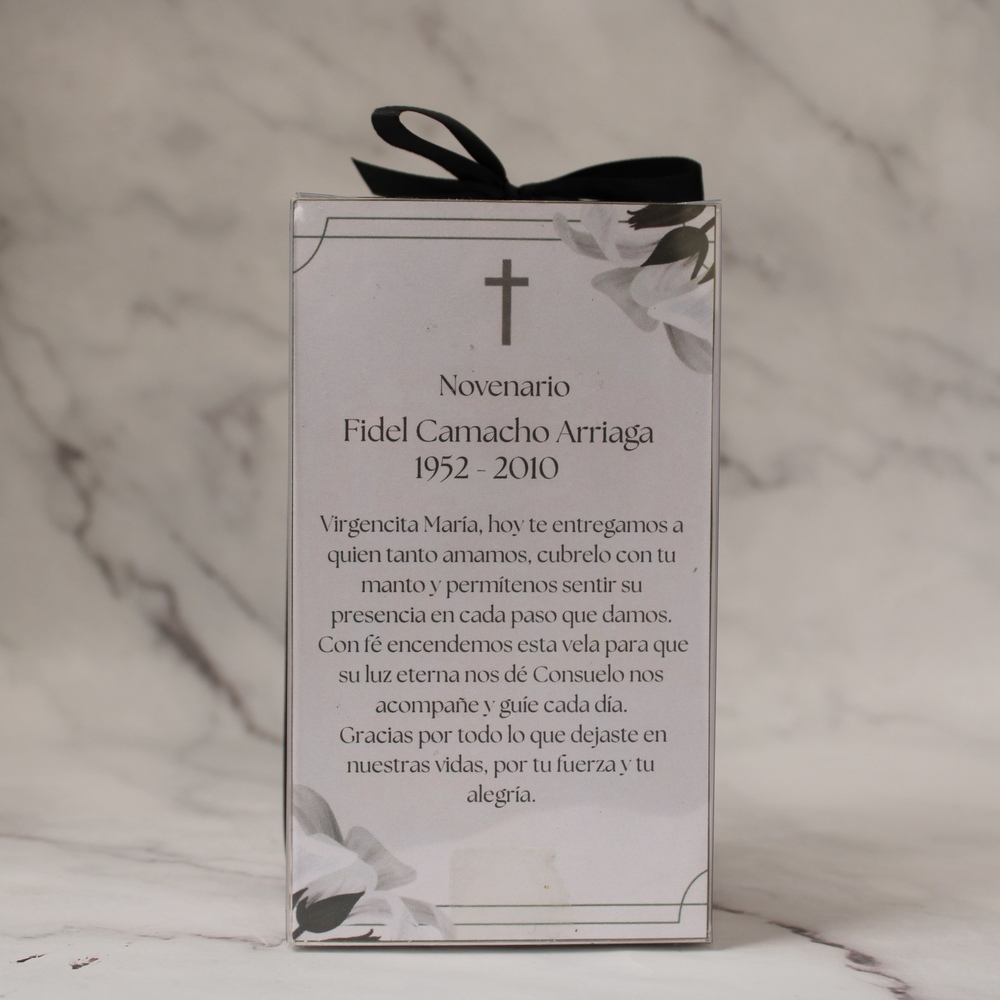 Novenario
Fidel Camacho Arriaga
1952 - 2010
Virgencita María, hoy te entregamos a
quien tanto amamos, cubrelo con tu
manto y permítenos sentir su
presencia en cada paso que damos.
Con fé encendemos esta vela para que
su luz eterna nos dé Consuelo nos
acompañe y guíe cada día.
Gracias por todo lo que dejaste en
nuestras vidas, por tu fuerza y tu
alegría.